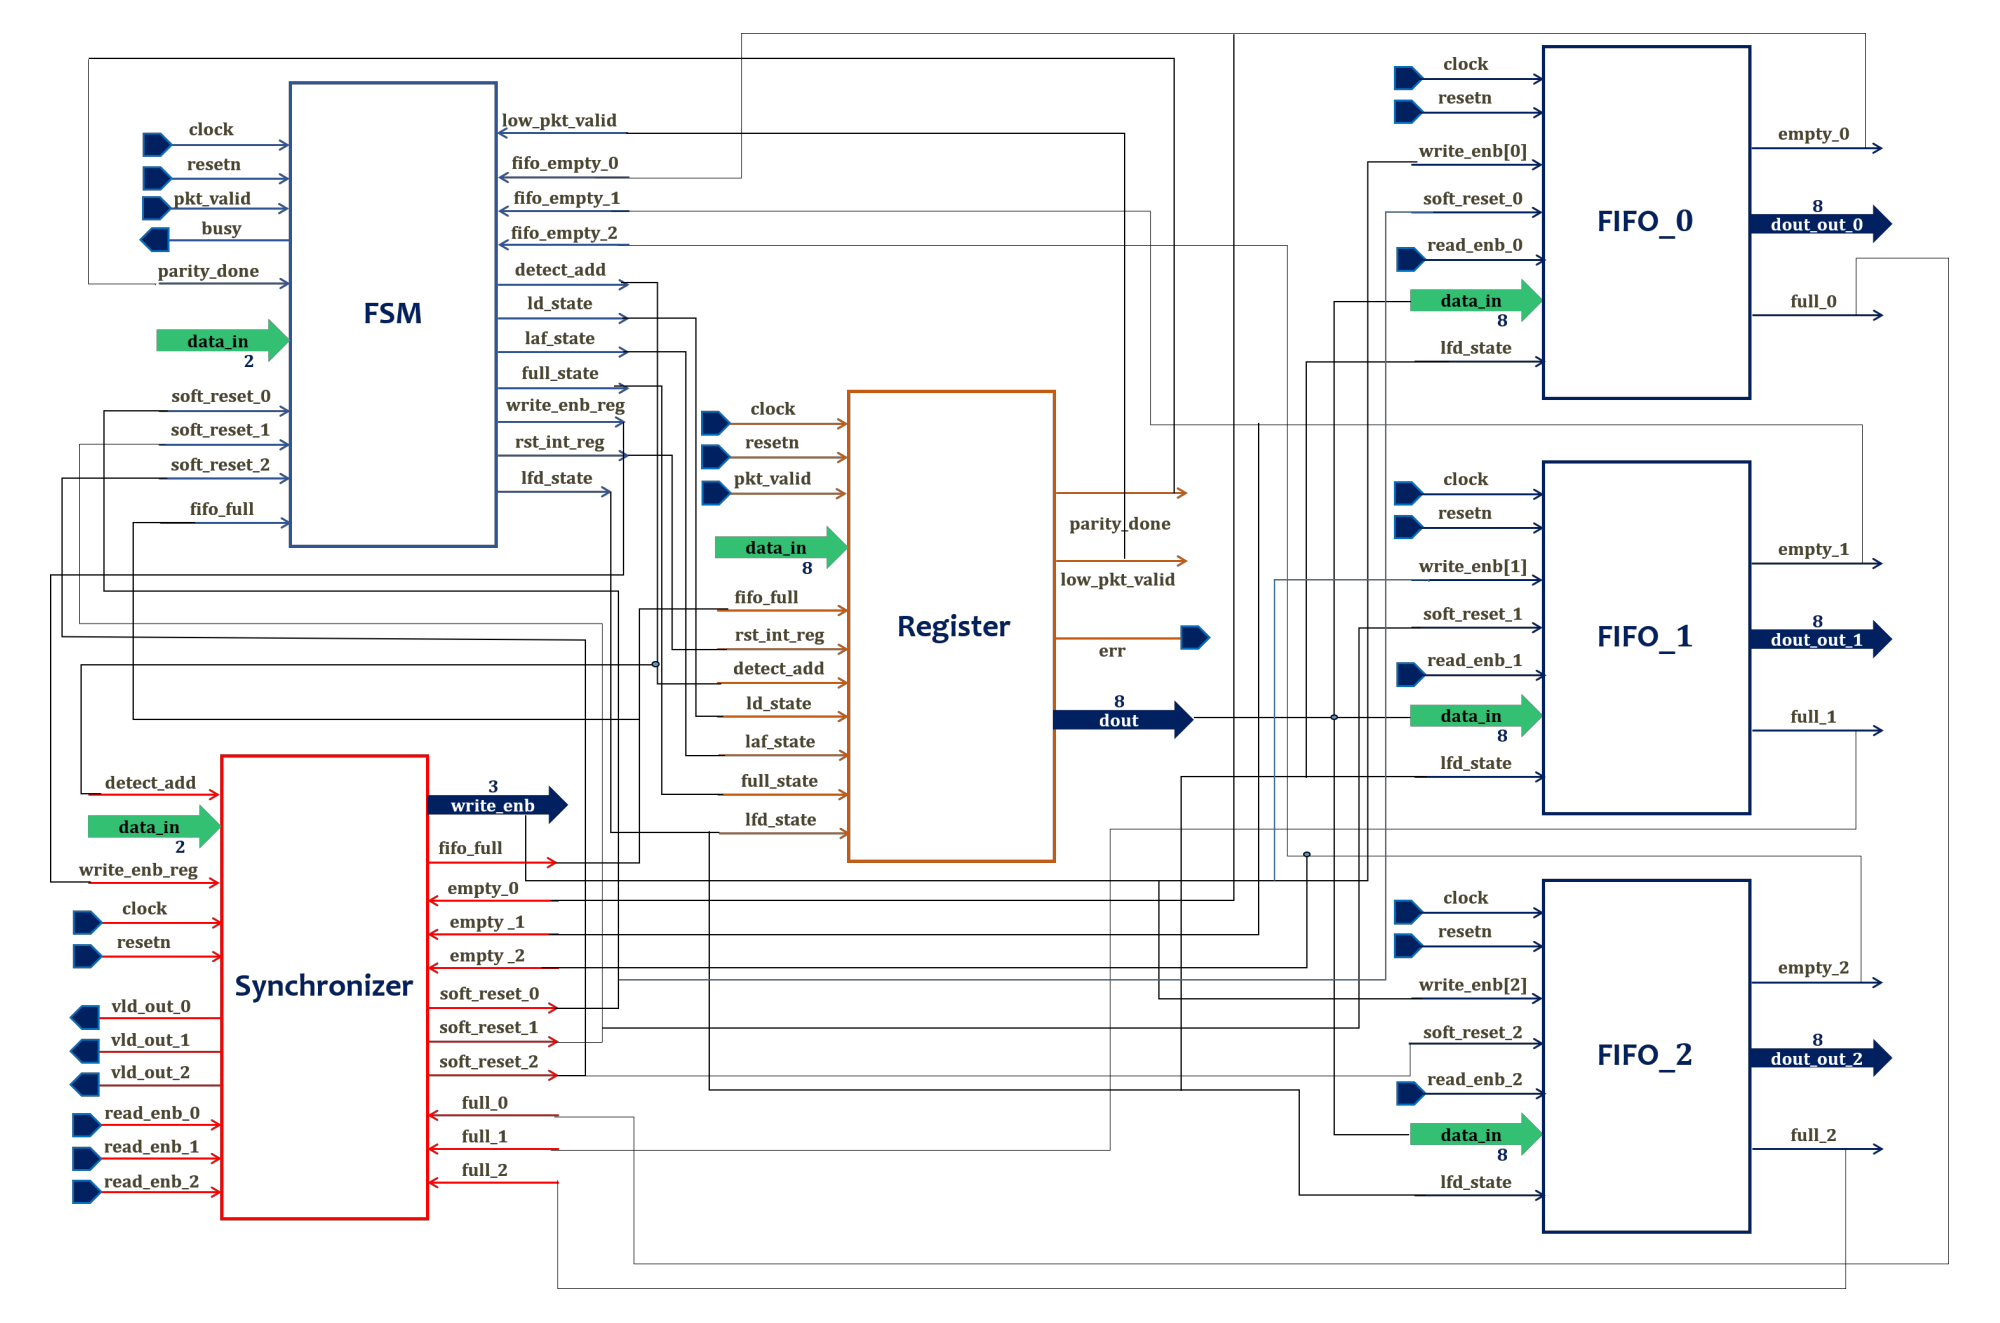 FSM
clock
resetn
pkt_valid
busy
parity_done
data_in
2
soft_reset_0
soft_reset_1
soft_reset_2
fifo_full
low_pkt_valid
fifo_empty_0
fifo_empty_1
fifo_empty_2
detect_add
ld_state
laf_state
full_state
write_enb_reg
rst_int_reg
lfd_state
Register
clock
resetn
pkt_valid
data_in
8
fifo_full
rst_int_reg
detect_add
ld_state
laf_state
full_state
lfd_state
parity_done
low_pkt_valid
err
8
dout
Synchronizer
detect_add
data_in
2
write_enb_reg
clock
resetn
vld_out_0
vld_out_1
vld_out_2
read_enb_0
read_enb_1
read_enb_2
3
write_enb
fifo_full
empty_0
empty _1
empty _2
soft_reset_0
soft_reset_1
soft_reset_2
full_0
full_1
full_2
FIFO_0
clock
resetn
write_enb[0]
soft_reset_0
read_enb_0
data_in
8
lfd_state
empty_0
8
dout_out_0
full_0
FIFO_1
clock
resetn
write_enb[1]
soft_reset_1
read_enb_1
data_in
8
lfd_state
empty_1
8
dout_out_1
full_1
FIFO_2
clock
resetn
write_enb[2]
soft_reset_2
read_enb_2
data_in
8
lfd_state
empty_2
8
dout_out_2
full_2